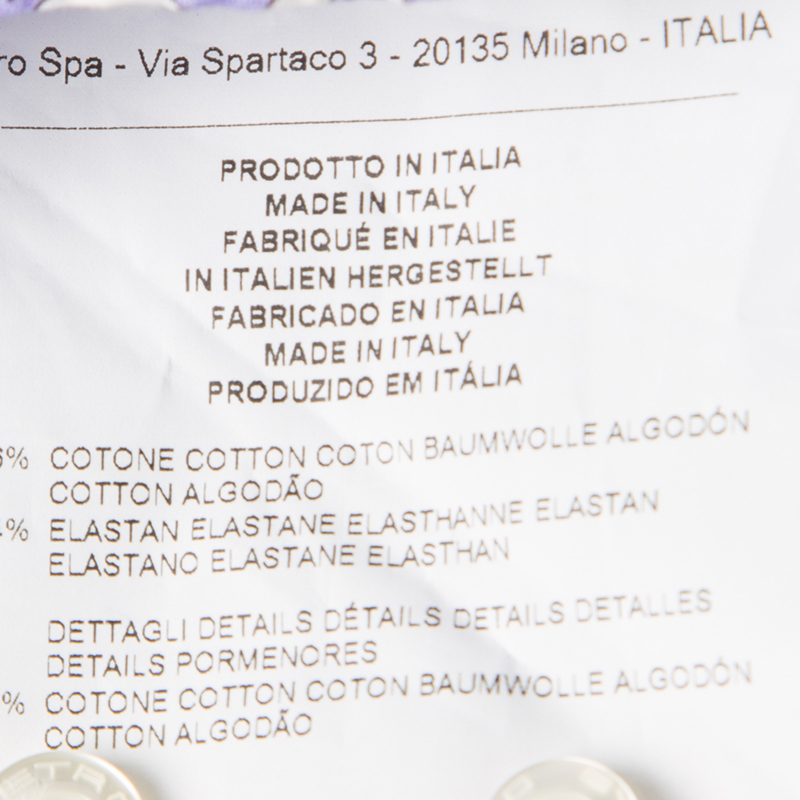 ro Spa - Via Spartaco 3 - 20135 Milano - ITALIA
PRODOTTO IN ITALIA
MADE IN ITALY
FABRIQUÉ EN ITALIE
IN ITALIEN HERGESTELLT
FABRICADO EN ITALIA
MADE IN ITALY
PRODUZIDO EM ITÁLIA
6% COTONE COTTON COTON BAUMWOLLE ALGODÓN
COTTON ALGODÃO
4% ELASTAN ELASTANE ELASTHANNE ELASTAN
ELASTANO ELASTANE ELASTHAN
DETTAGLI DETAILS DÉTAILS DETAILS DETALLES
DETAILS PORMENORES
% COTONE COTTON COTON BAUMWOLLE ALGODÓN
COTTON ALGODÃO
ETRO